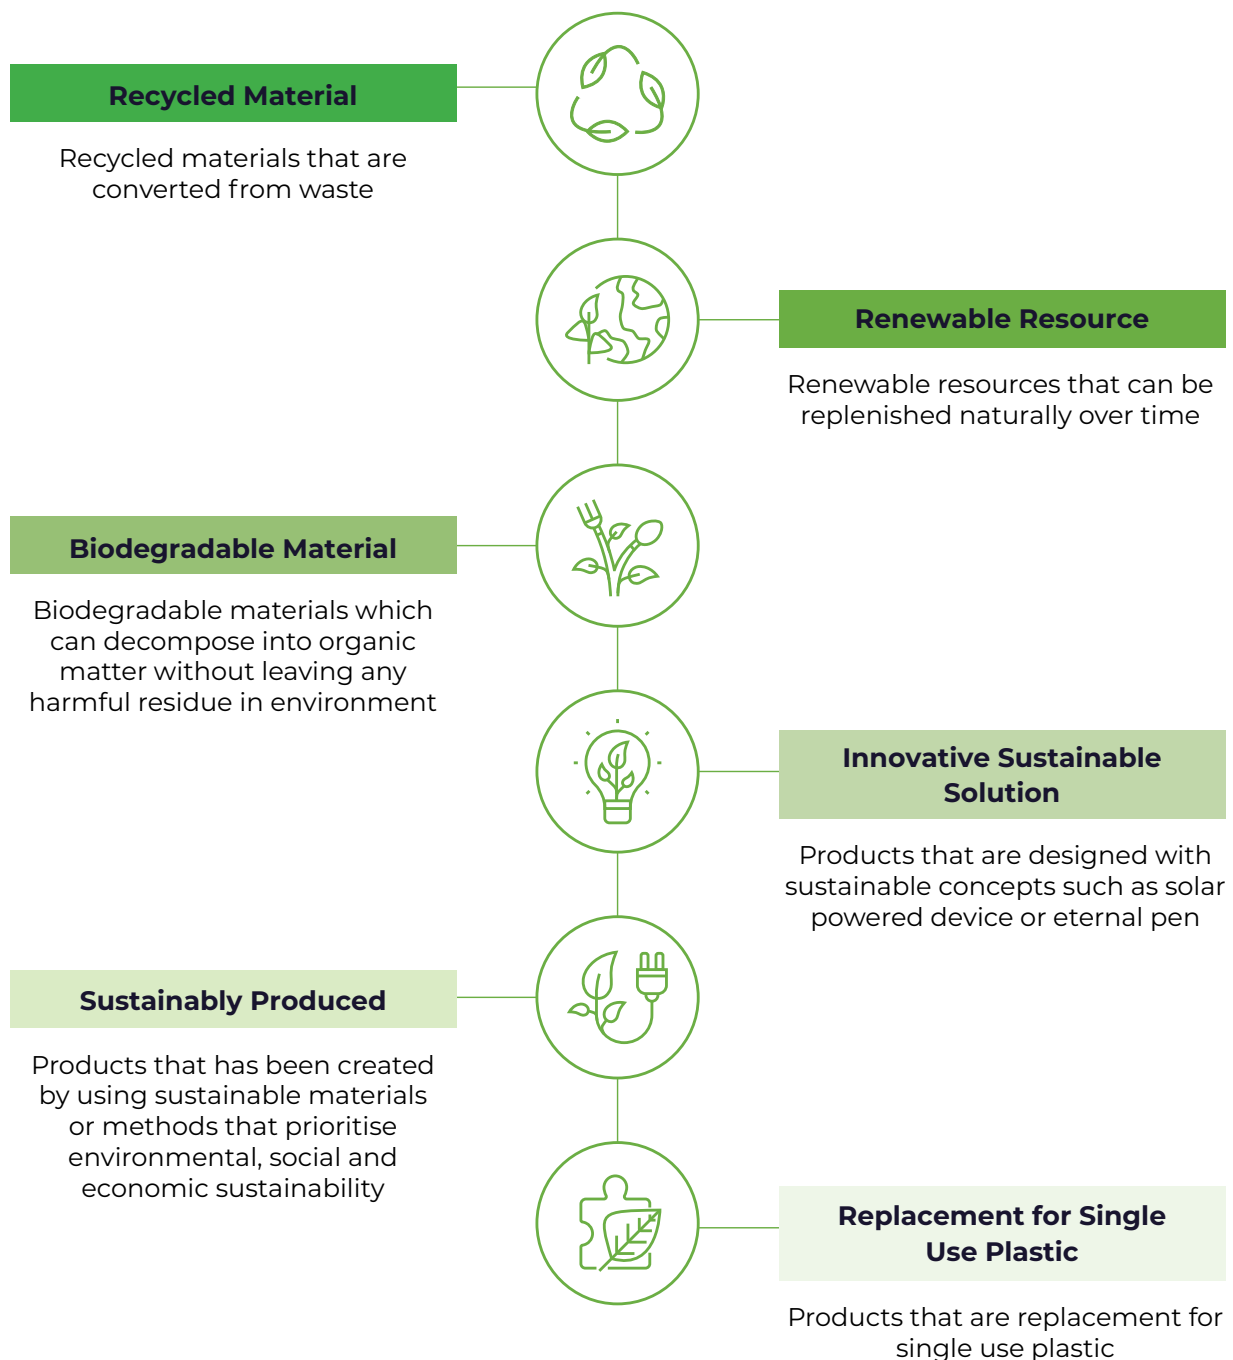 Recycled Material
Recycled materials that are
converted from waste
Renewable Resource
Renewable resources that can be
replenished naturally over time
Biodegradable Material
Biodegradable materials which
can decompose into organic
matter without leaving any
harmful residue in environment
Innovative Sustainable
Solution
Products that are designed with
sustainable concepts such as solar
powered device or eternal pen
Sustainably Produced
Products that has been created
by using sustainable materials
or methods that prioritise
environmental, social and
economic sustainability
Replacement for Single
Use Plastic
Products that are replacement for
single use plastic